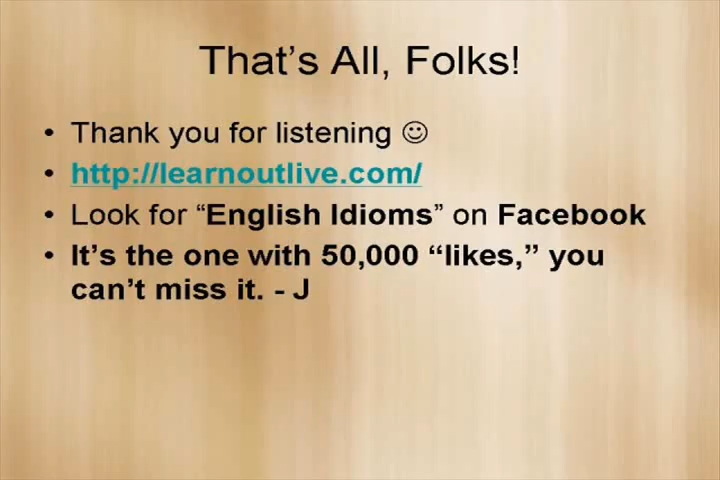 That’s All, Folks!
• Thank you for listening ☺
• http://learnoutlive.com/
• Look for “English Idioms” on Facebook
• It’s the one with 50,000 “likes,” you
can’t miss it. - J